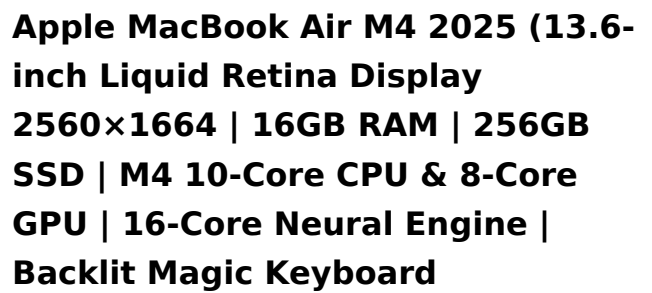 Apple MacBook Air M4 2025 (13.6-
inch Liquid Retina Display
2560×1664 | 16GB RAM | 256GB
SSD | M4 10-Core CPU & 8-Core
GPU | 16-Core Neural Engine |
Backlit Magic Keyboard